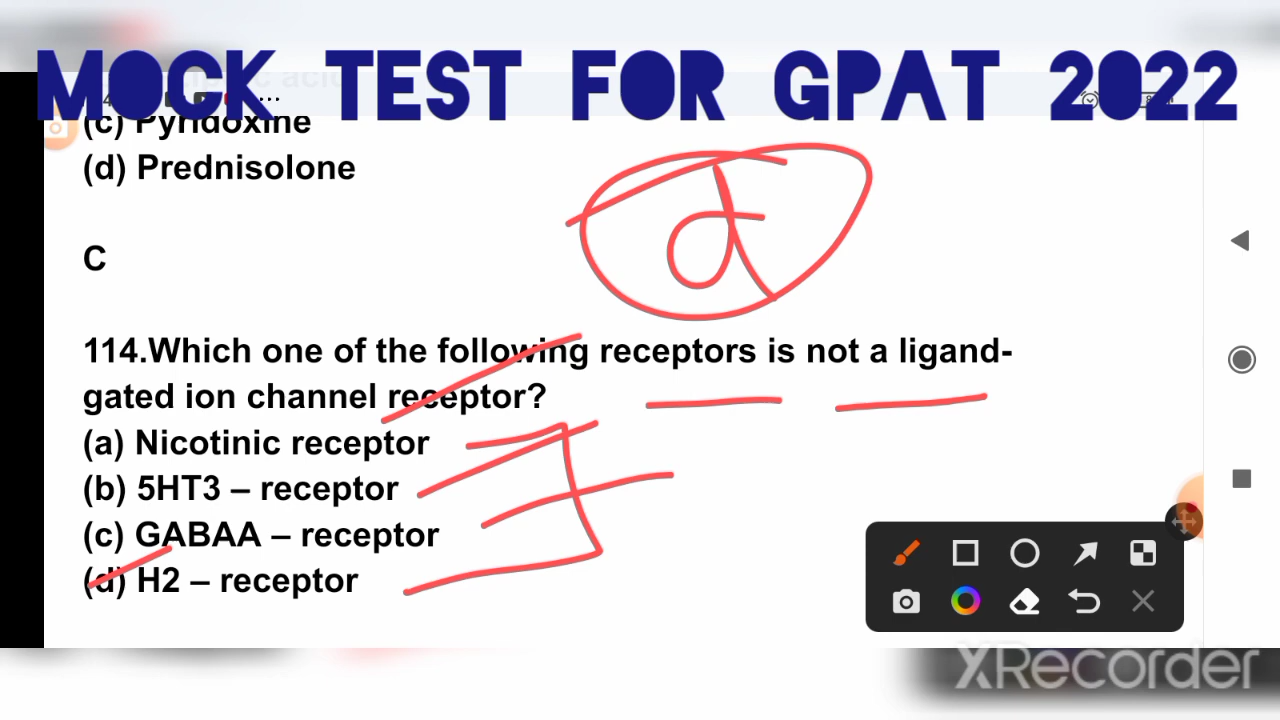 MOCK TEST FOR GPAT 2022
(c) Pyridoxine
(d) Prednisolone
d
C
114.Which one of the following receptors is not a ligand-
gated ion channel receptor?
(a) Nicotinic receptor
(b) 5HT3 – receptor
(c) GABAA – receptor
(d) H2 – receptor
XRecorder